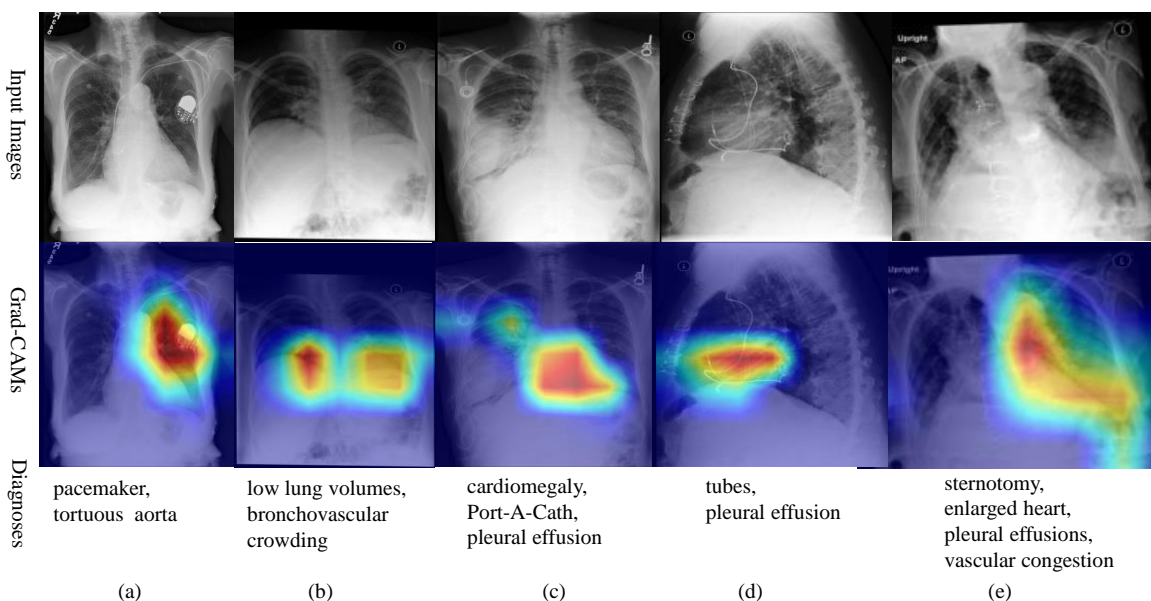 Input Images
Upright
AP
Grad-CAMs
Upright
Diagnoses
pacemaker,
tortuous aorta
low lung volumes,
bronchovascular
crowding
cardiomegaly,
Port-A-Cath,
pleural effusion
tubes,
pleural effusion
sternotomy,
enlarged heart,
pleural effusions,
vascular congestion
(a)
(b)
(c)
(d)
(e)